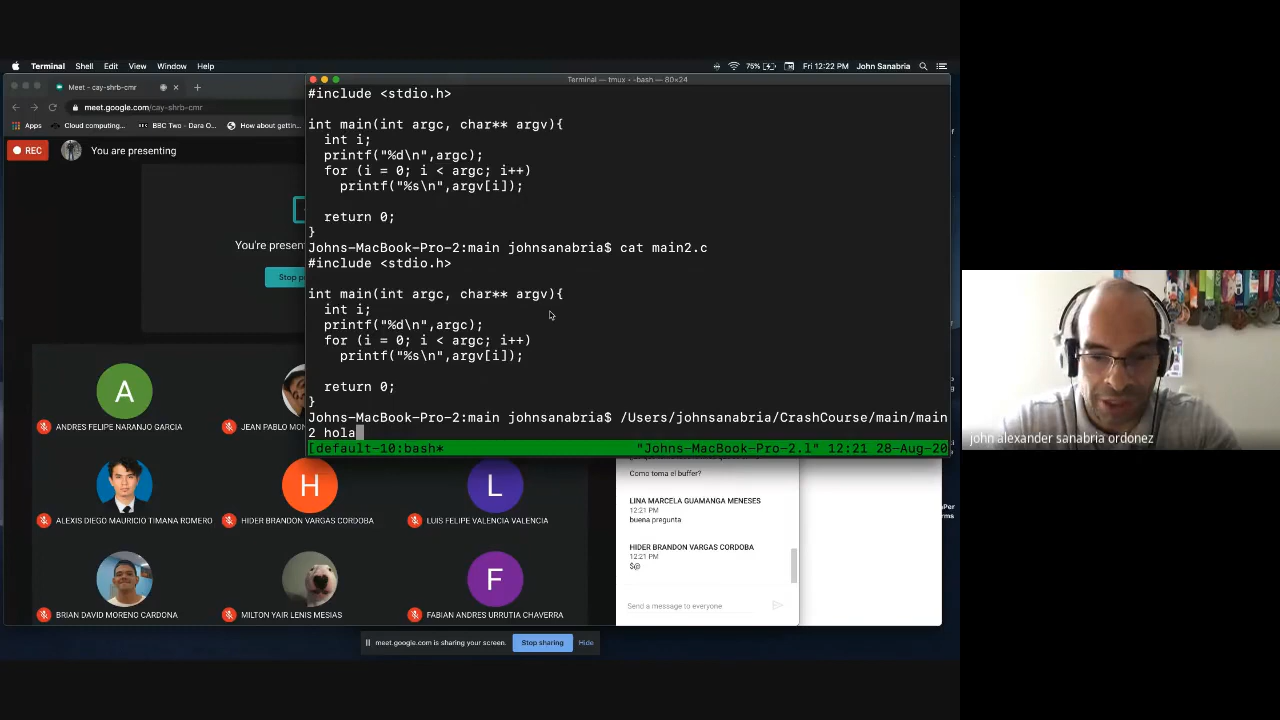 Terminal Shell Edit View Window Help
75% Fri 12:22 PM John Sanabria
Meet - cay-shrb-cmr
meet.google.com/cay-shrb-cmr
Apps Cloud computing... BBC Two - Dara O... How about gettin...
REC You are presenting
You're prese
Stop p
Terminal — tmux • -bash — 80×24
#include <stdio.h>
int main(int argc, char** argv){
int i;
printf("%d\n",argc);
for (i = 0; i < argc; i++)
printf("%s\n",argv[i]);
return 0;
}
Johns-MacBook-Pro-2:main johnsanabria$ cat main2.c
#include <stdio.h>
int main(int argc, char** argv){
int i;
printf("%d\n",argc);
for (i = 0; i < argc; i++)
printf("%s\n",argv[i]);
return 0;
}
Johns-MacBook-Pro-2:main johnsanabria$ /Users/johnsanabria/CrashCourse/main/main
2 hola
[default-10:bash* "Johns-MacBook-Pro-2.l" 12:21 28-Aug-20
A
ANDRES FELIPE NARANJO GARCIA
JEAN PABLO MON
ALEXIS DIEGO MAURICIO TIMANA ROMERO
H
HIDER BRANDON VARGAS CORDOBA
L
LUIS FELIPE VALENCIA VALENCIA
BRIAN DAVID MORENO CARDONA
MILTON YAIR LENIS MESIAS
F
FABIAN ANDRES URRUTIA CHAVERRA
Como toma el buffer?
LINA MARCELA GUAMANGA MENESES
12:21 PM
buena pregunta
HIDER BRANDON VARGAS CORDOBA
12:21 PM
$@
Send a message to everyone
meet.google.com is sharing your screen. Stop sharing Hide
john alexander sanabria ordonez